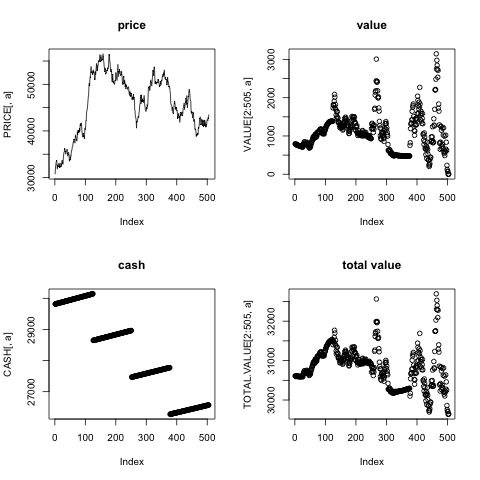 price
PRICE[, a]
30000 40000 50000
0 100 200 300 400 500
Index
value
VALUE[2:505, a]
0 1000 2000 3000
0 100 200 300 400 500
Index
cash
CASH[, a]
27000 29000
0 100 200 300 400 500
Index
total value
TOTAL.VALUE[2:505, a]
30000 31000 32000
0 100 200 300 400 500
Index